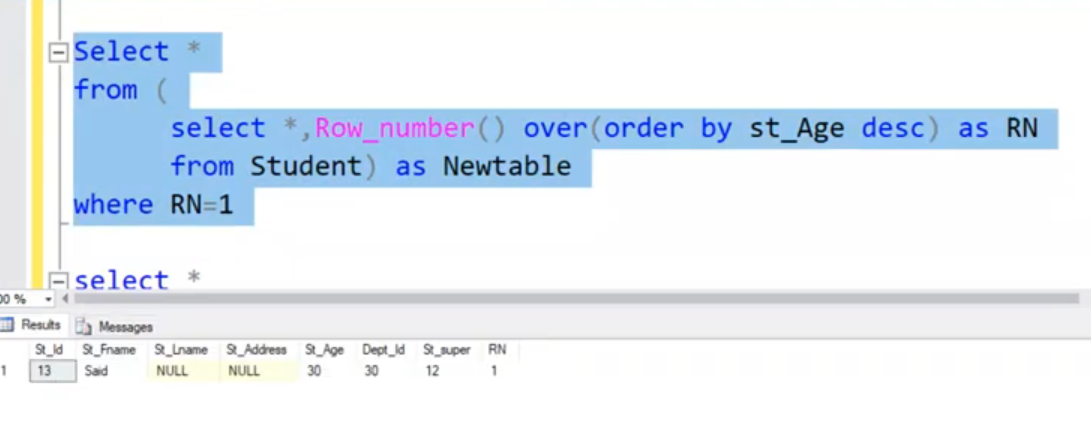 Select *
from (
select *,Row_number() over(order by st_Age desc) as RN
from Student) as Newtable
where RN=1
select *
00 %
Results Messages
St_Id St_Fname St_Lname St_Address St_Age Dept_Id St_super RN
1 13 Said NULL NULL 30 30 12 1